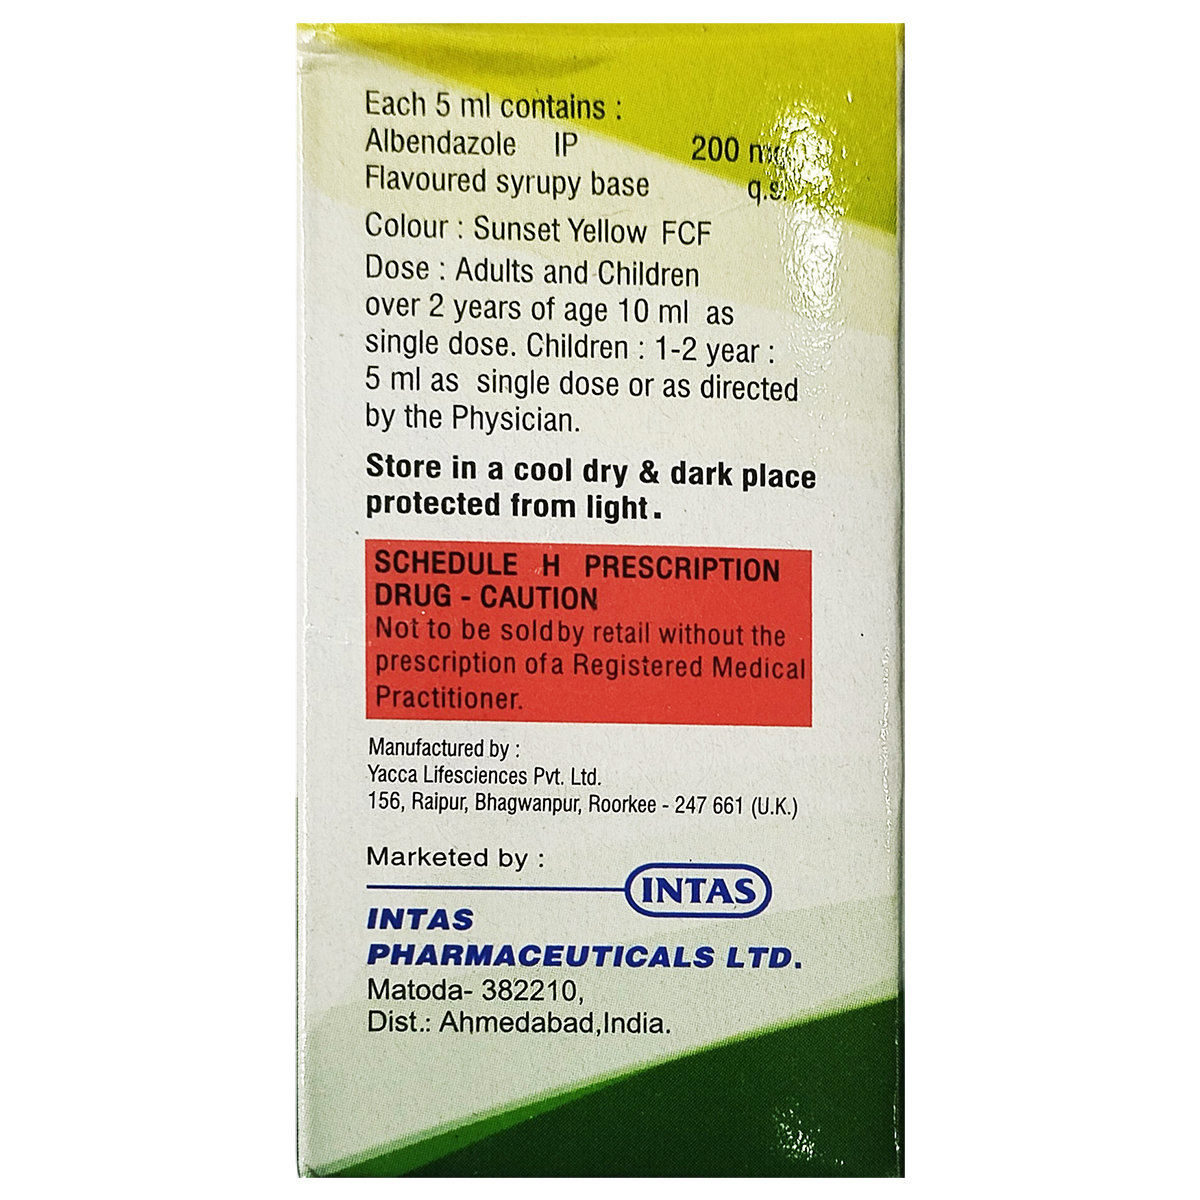 Each 5 ml contains :
Albendazole IP 200 mg
Flavoured syrupy base q.s.
Colour : Sunset Yellow FCF
Dose : Adults and Children
over 2 years of age 10 ml as
single dose. Children : 1-2 year :
5 ml as single dose or as directed
by the Physician.
Store in a cool dry & dark place
protected from light.
SCHEDULE H PRESCRIPTION
DRUG - CAUTION
Not to be sold by retail without the
prescription of a Registered Medical
Practitioner.
Manufactured by :
Yacca Lifesciences Pvt. Ltd.
156, Raipur, Bhagwanpur, Roorkee - 247 661 (U.K.)
Marketed by :
INTAS
INTAS
PHARMACEUTICALS LTD.
Matoda- 382210,
Dist.: Ahmedabad,India.